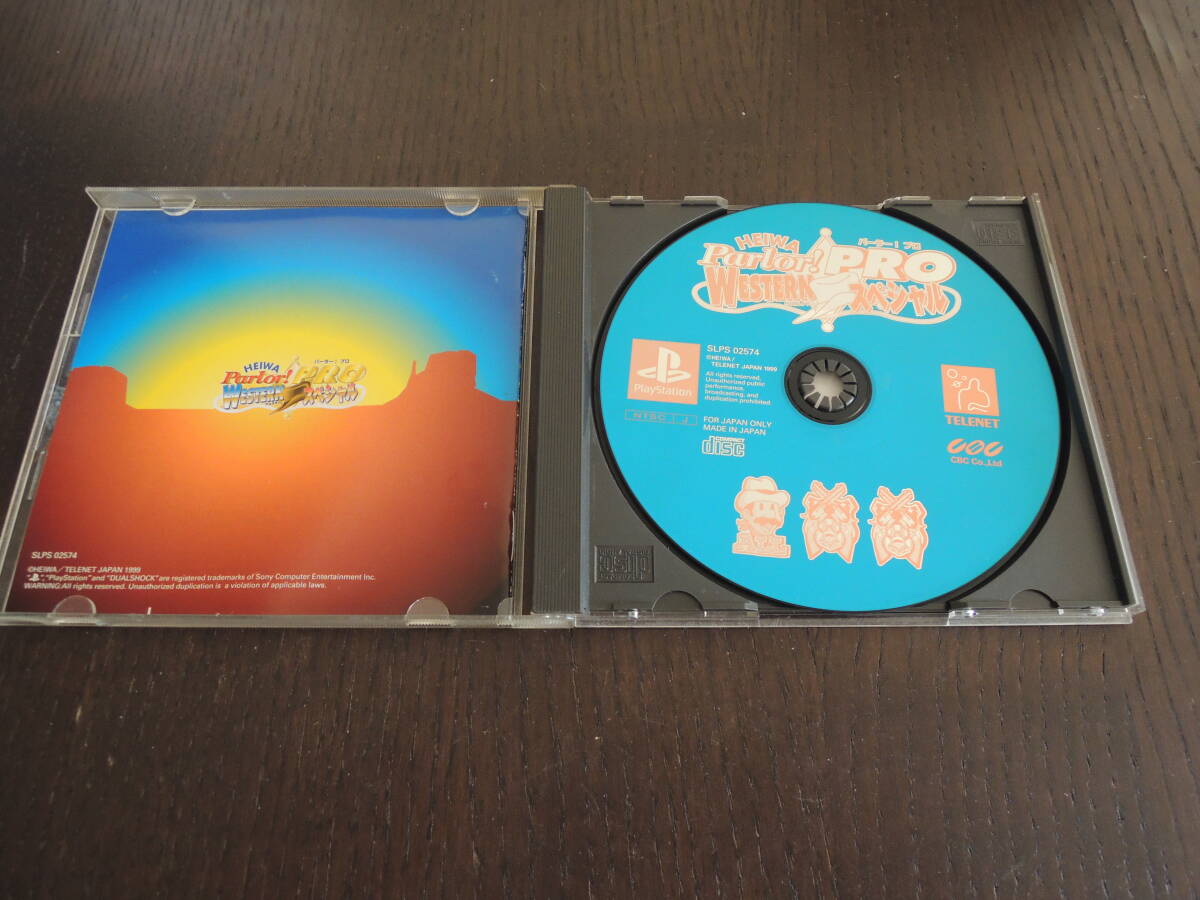 HEIWA
パーラー! プロ
Parlor! PRO
WESTERN スペシャル
SLPS 02574
©HEIWA/TELENET JAPAN 1999
"PlayStation" and "DUALSHOCK" are registered trademarks of Sony Computer Entertainment Inc.
WARNING:All rights reserved. Unauthorized duplication is a violation of applicable laws.
HEIWA
パーラー! プロ
Parlor! PRO
WESTERN スペシャル
SLPS 02574
©HEIWA/
TELENET JAPAN 1999
All rights reserved.
Unauthorized public
performance,
broadcasting, and
duplication prohibited.
PlayStation
NTSC J
FOR JAPAN ONLY
MADE IN JAPAN
COMPACT
disc
TELENET
CBC
CBC Co.,Ltd
disc
disc